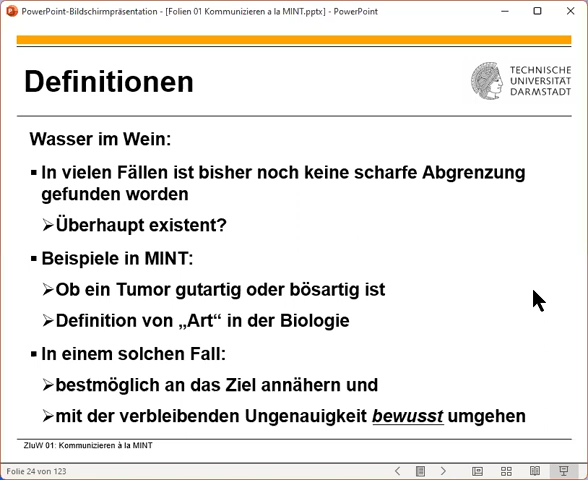 PowerPoint-Bildschirmpräsentation - [Folien 01 Kommunizieren a la MINT.pptx] - PowerPoint
Definitionen
TECHNISCHE
UNIVERSITÄT
DARMSTADT
Wasser im Wein:
▪ In vielen Fällen ist bisher noch keine scharfe Abgrenzung
gefunden worden
➢Überhaupt existent?
▪ Beispiele in MINT:
➢Ob ein Tumor gutartig oder bösartig ist
➢Definition von „Art“ in der Biologie
▪ In einem solchen Fall:
➢bestmöglich an das Ziel annähern und
➢mit der verbleibenden Ungenauigkeit bewusst umgehen
ZIuW 01: Kommunizieren à la MINT
Folie 24 von 123